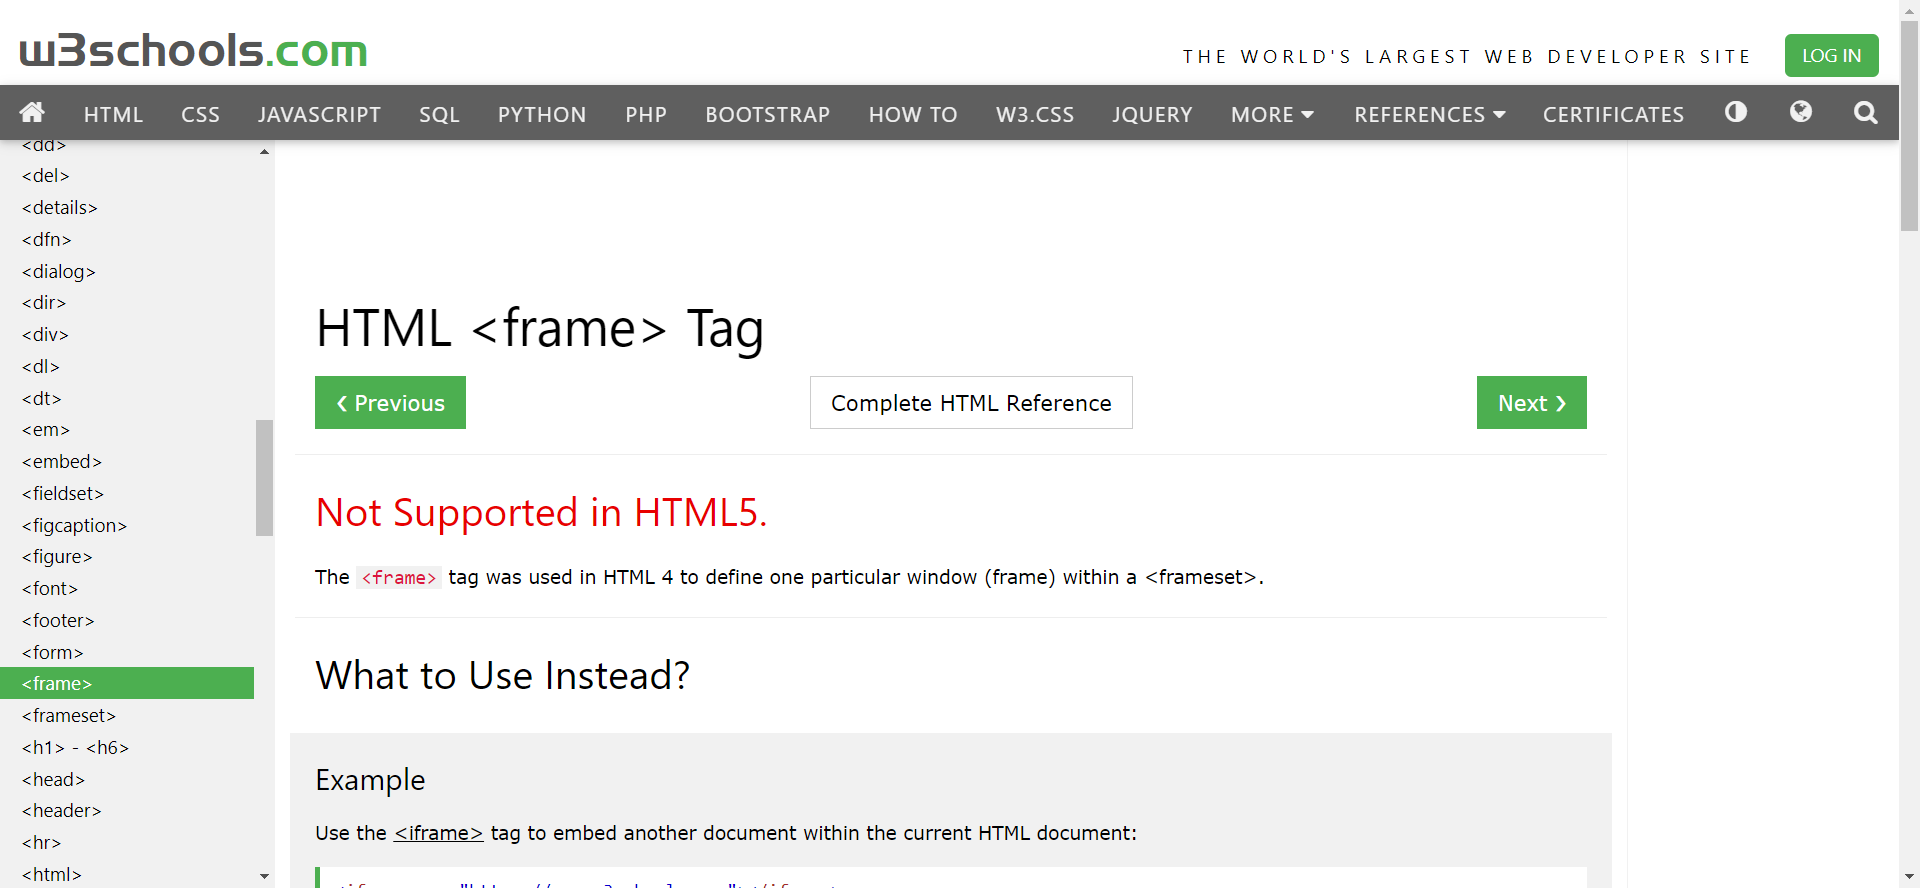 w3schools.com
THE WORLD'S LARGEST WEB DEVELOPER SITE
LOG IN
HTML CSS JAVASCRIPT SQL PYTHON PHP BOOTSTRAP HOW TO W3.CSS JQUERY MORE REFERENCES CERTIFICATES
<dd>
<del>
<details>
<dfn>
<dialog>
<dir>
<div>
<dl>
<dt>
<em>
<embed>
<fieldset>
<figcaption>
<figure>
<font>
<footer>
<form>
<frame>
<frameset>
<h1> - <h6>
<head>
<header>
<hr>
<html>
HTML <frame> Tag
❮ Previous
Complete HTML Reference
Next ❯
Not Supported in HTML5.
The <frame> tag was used in HTML 4 to define one particular window (frame) within a <frameset>.
What to Use Instead?
Example
Use the <iframe> tag to embed another document within the current HTML document: